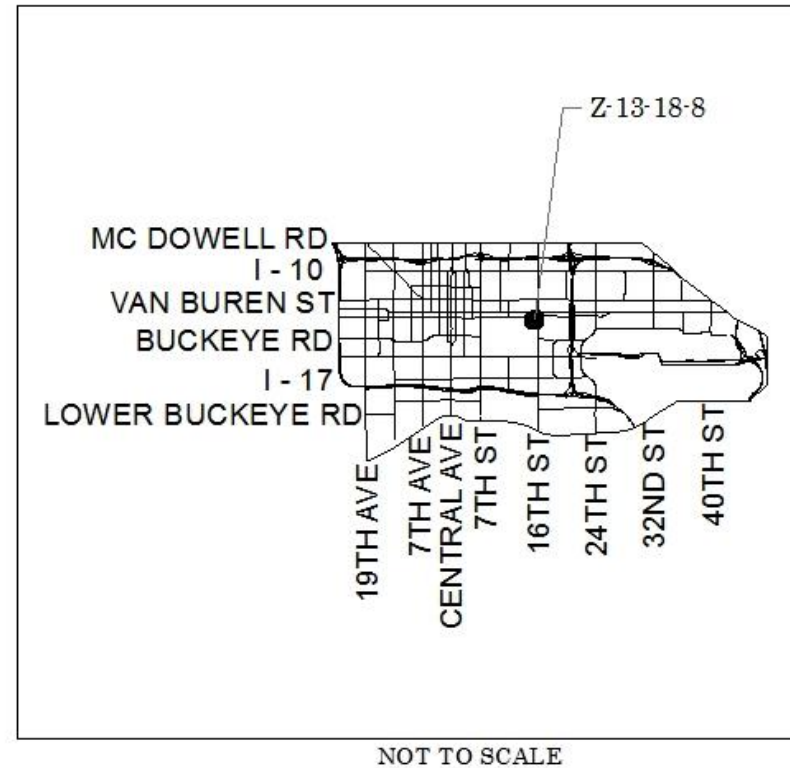 Z-13-18-8
MC DOWELL RD
I - 10
VAN BUREN ST
BUCKEYE RD
I - 17
LOWER BUCKEYE RD
19TH AVE
7TH AVE
CENTRAL AVE
7TH ST
16TH ST
24TH ST
32ND ST
40TH ST
NOT TO SCALE